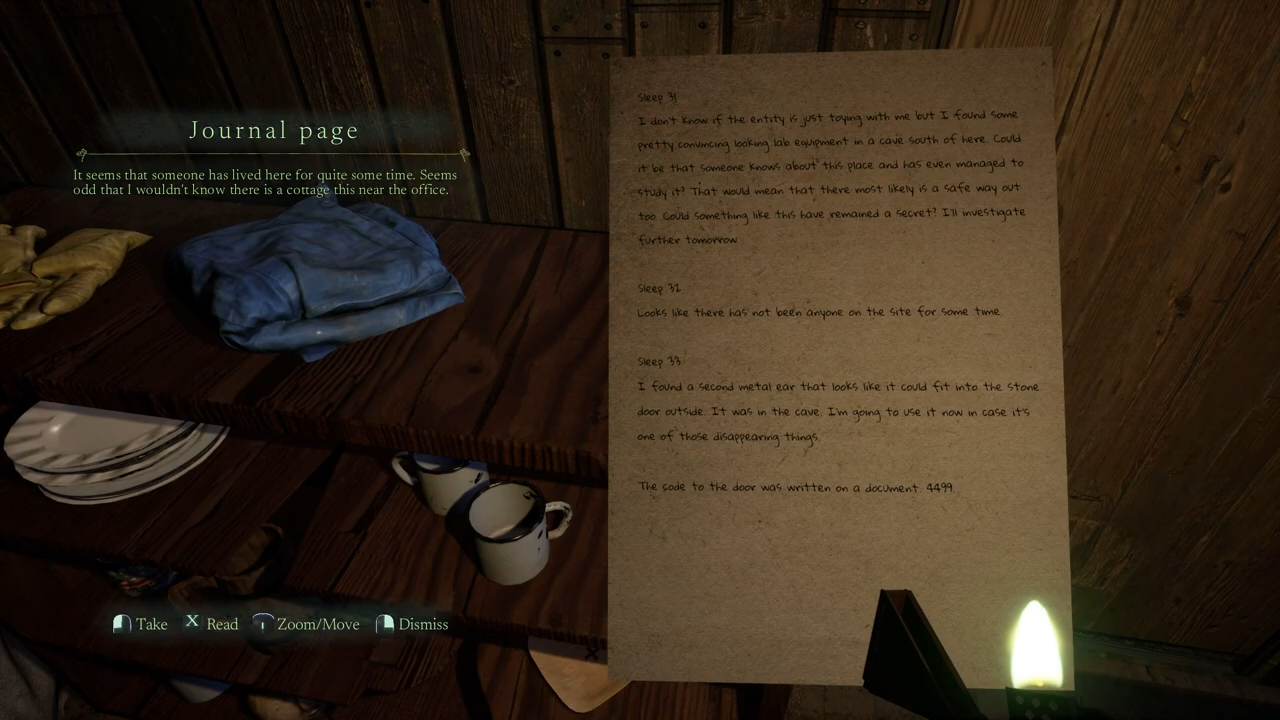 Journal page
It seems that someone has lived here for quite some time. Seems
odd that I wouldn't know there is a cottage this near the office.
Sleep 31
I don't know if the entity is just toying with me but I found some
pretty convincing looking lab equipment in a cave south of here. Could
it be that someone knows about this place and has even managed to
study it? That would mean that there most likely is a safe way out
too. Could something like this have remained a secret? I'll investigate
further tomorrow.
Sleep 32
Looks like there has not been anyone on the site for some time.
Sleep 33
I found a second metal ear that looks like it could fit into the stone
door outside. It was in the cave. I'm going to use it now in case it's
one of those disappearing things.
The code to the door was written on a document. 4499
Take X Read Zoom/Move Dismiss